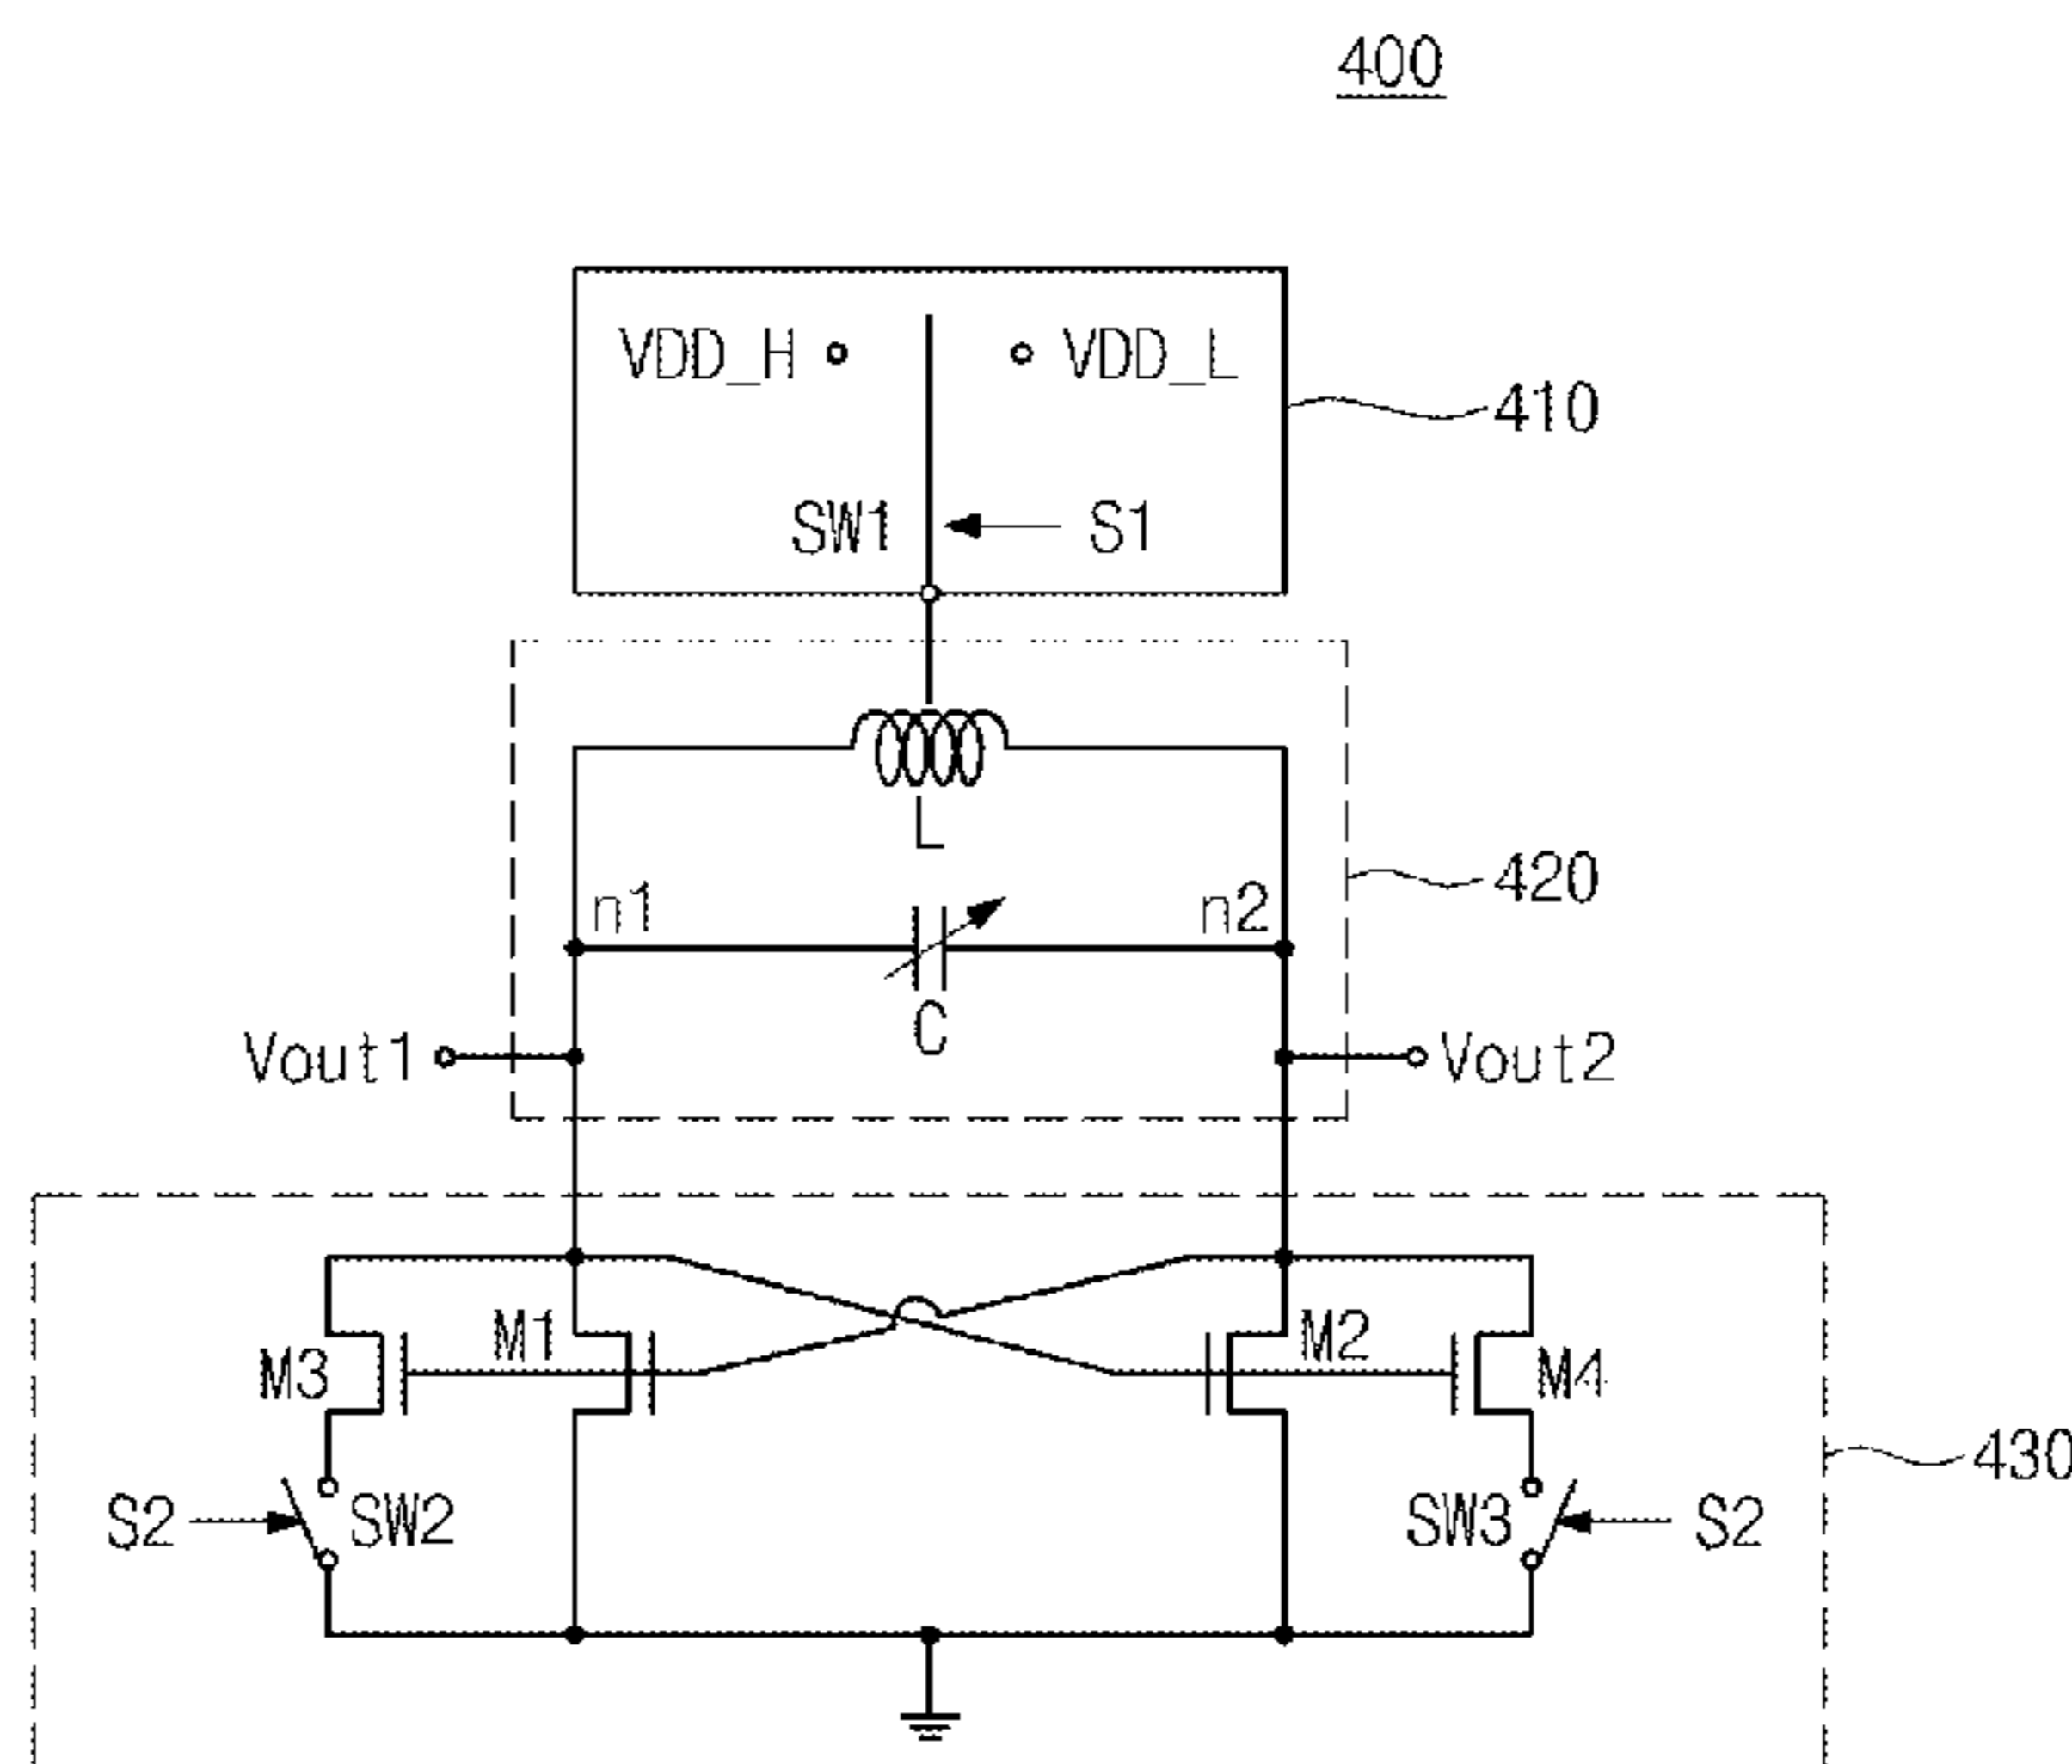 400
VDD_H
VDD_L
410
SW1
S1
L
420
n1
n2
C
Vout1
Vout2
M3
M1
M2
M4
430
S2
SW2
SW3
S2